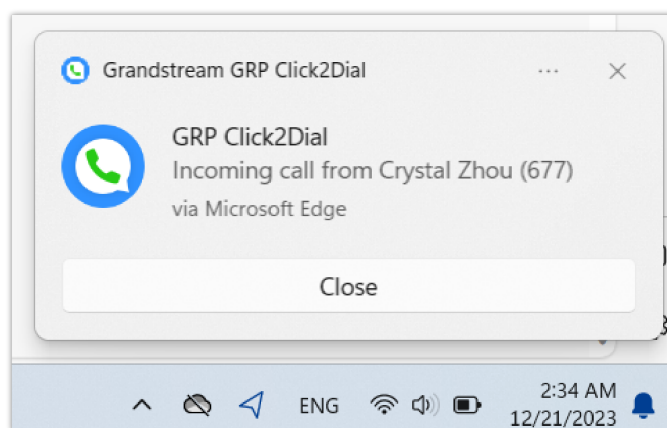 Grandstream GRP Click2Dial
GRP Click2Dial
Incoming call from Crystal Zhou (677)
via Microsoft Edge
Close
ENG
2:34 AM
12/21/2023